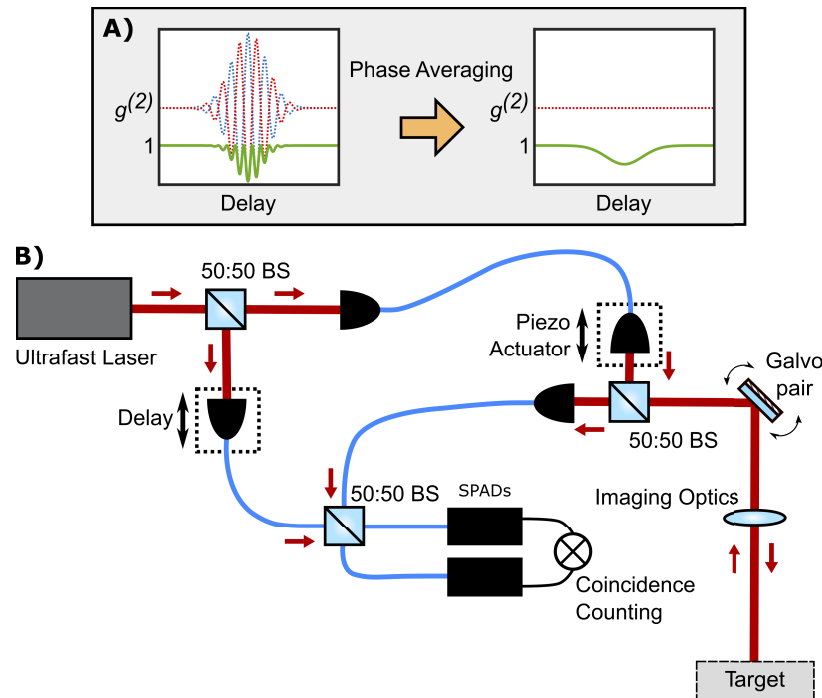 A)
Phase Averaging
g(2)
1
Delay
g(2)
1
Delay
B)
50:50 BS
Ultrafast Laser
Piezo
Actuator
Galvo
pair
Delay
50:50 BS
50:50 BS
SPADs
Imaging Optics
Coincidence
Counting
Target